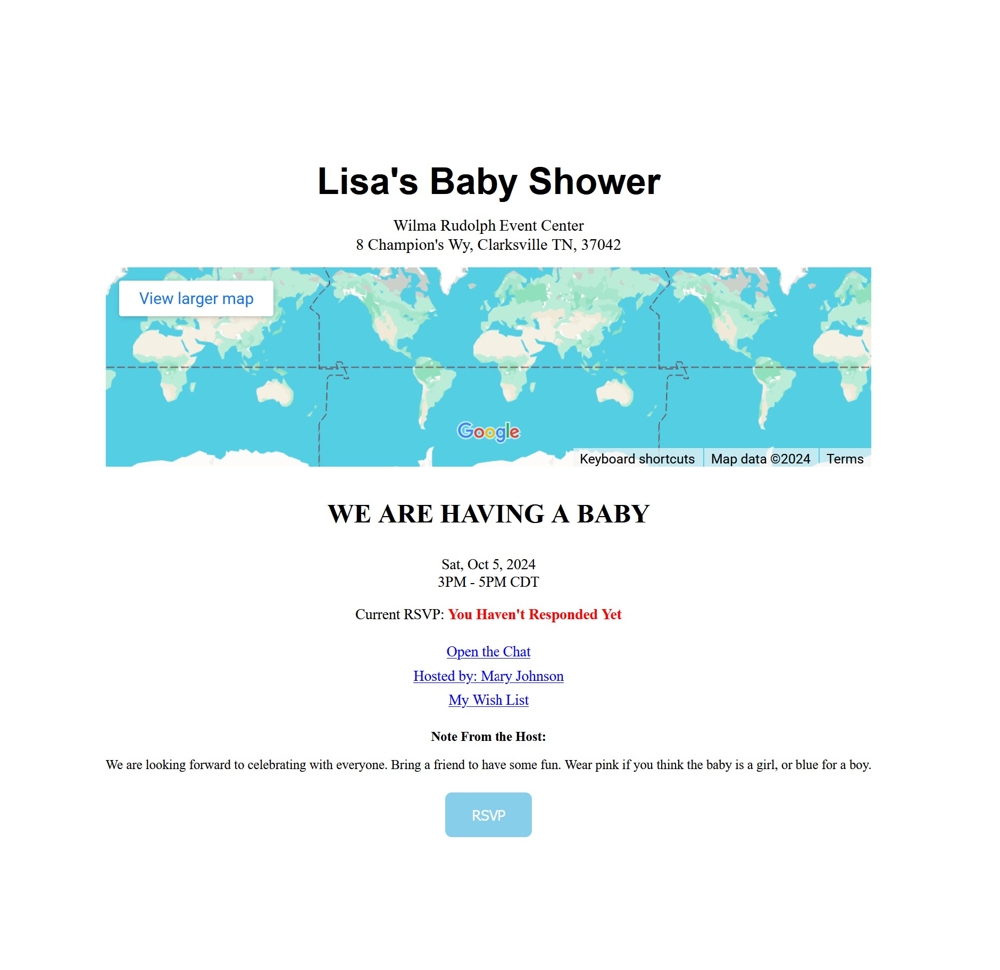 Lisa's Baby Shower
Wilma Rudolph Event Center
8 Champion's Wy, Clarksville TN, 37042
View larger map
Google
Keyboard shortcuts
Map data ©2024
Terms
WE ARE HAVING A BABY
Sat, Oct 5, 2024
3PM - 5PM CDT
Current RSVP: You Haven't Responded Yet
Open the Chat
Hosted by: Mary Johnson
My Wish List
Note From the Host:
We are looking forward to celebrating with everyone. Bring a friend to have some fun. Wear pink if you think the baby is a girl, or blue for a boy.
RSVP